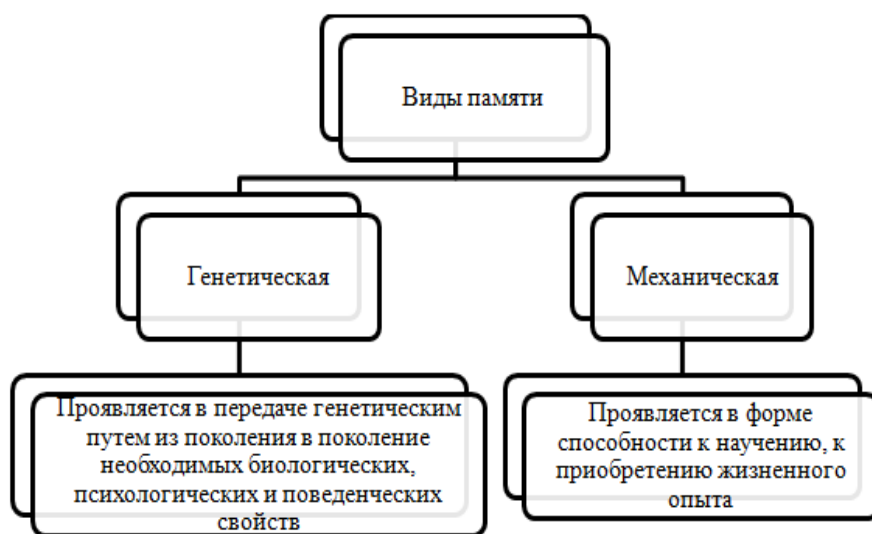 Виды памяти
Генетическая
Механическая
Проявляется в передаче генетическим
путем из поколения в поколение
необходимых биологических,
психологических и поведенческих
свойств
Проявляется в форме
способности к научению, к
приобретению жизненного
опыта